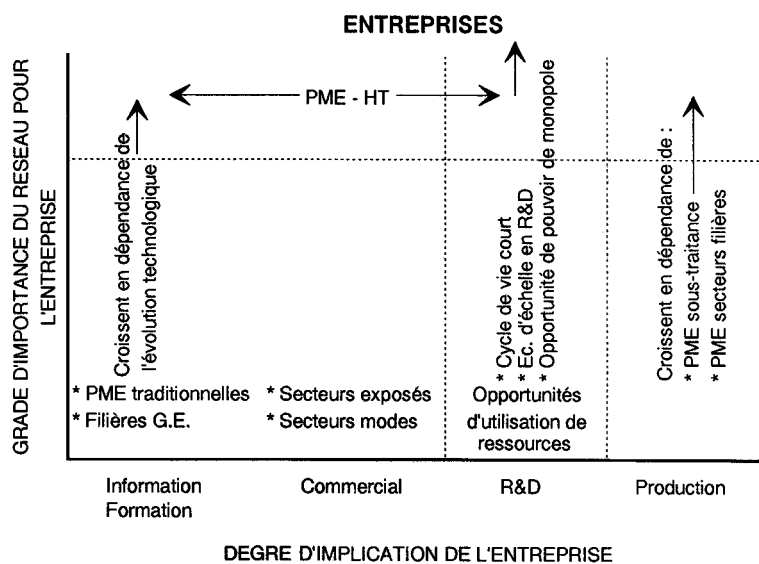 ENTREPRISES
GRADE D'IMPORTANCE DU RESEAU POUR
L'ENTREPRISE
PME - HT
Croissent en dépendance de
l'évolution technologique
* Cycle de vie court
* Ec. d'échelle en R&D
* Opportunité de pouvoir de monopole
Croissent en dépendance de :
* PME sous-traitance
* PME secteurs filières
* PME traditionnelles
* Filières G.E.
* Secteurs exposés
* Secteurs modes
Opportunités
d'utilisation de
ressources
Information
Formation
Commercial
R&D
Production
DEGRE D'IMPLICATION DE L'ENTREPRISE